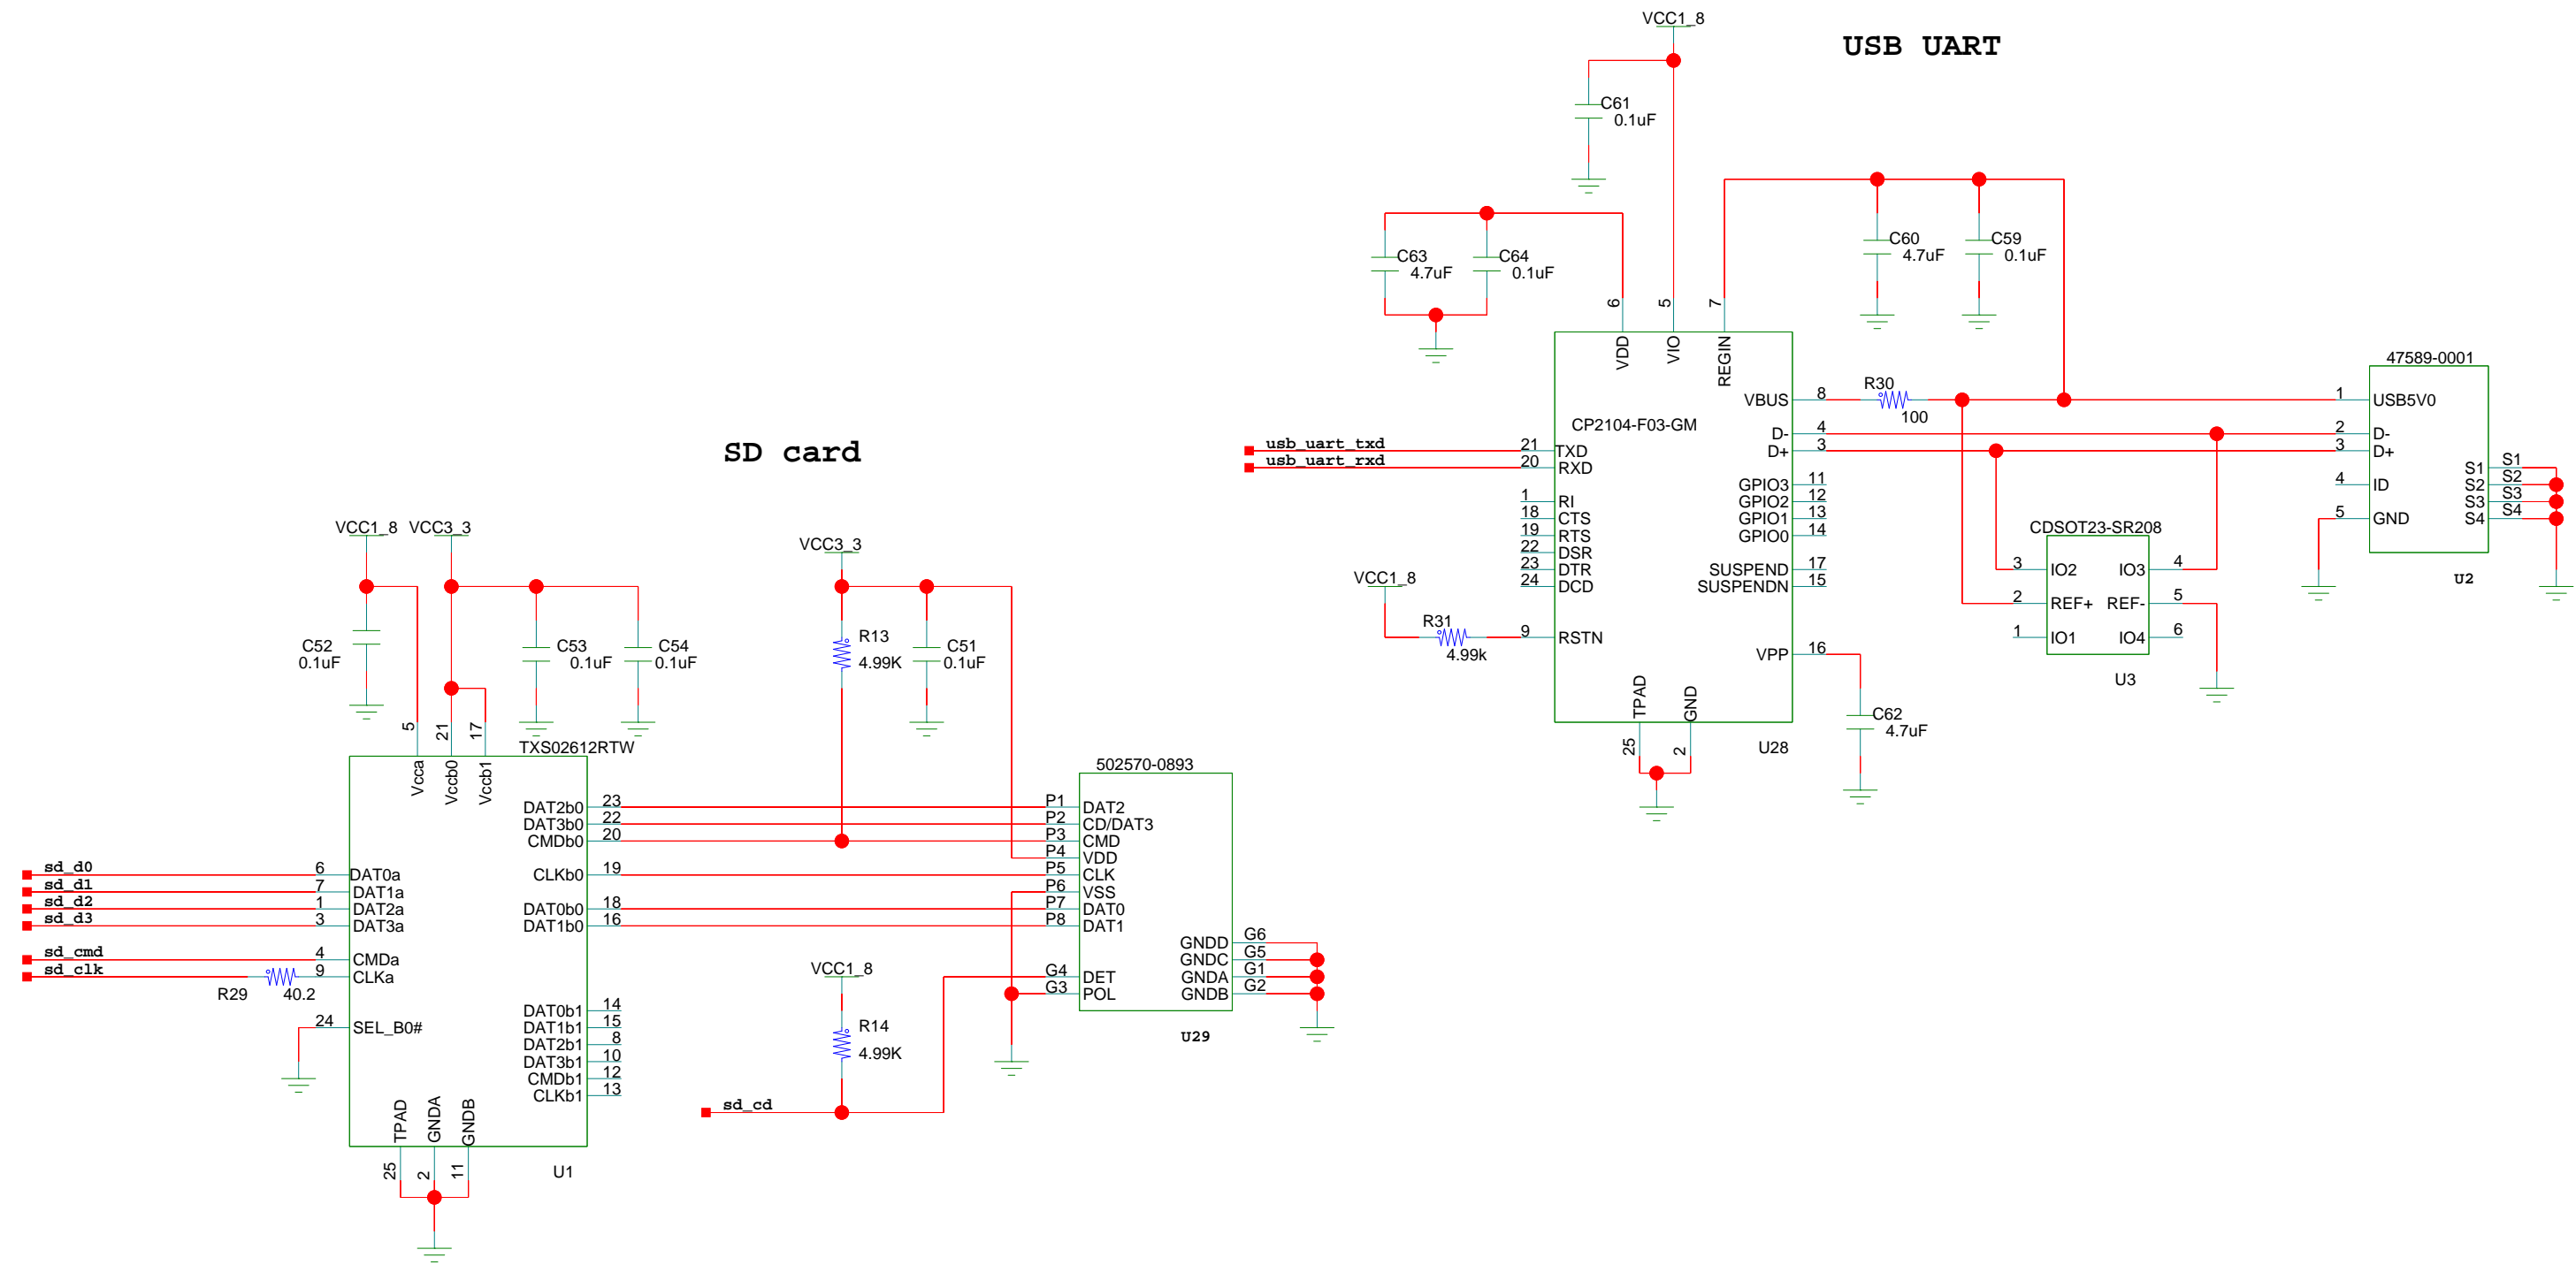 VCC1_8
USB UART
C61
0.1uF
C63
4.7uF
C64
0.1uF
C60
4.7uF
C59
0.1uF
6
5
7
VDD
VIO
REGIN
47589-0001
VBUS
8
R30
100
1
USB5V0
CP2104-F03-GM
D-
4
2
D-
D+
3
3
D+
usb_uart_txd
21
TXD
usb_uart_rxd
20
RXD
S1
S1
S2
S2
S3
S3
S4
S4
4
ID
5
GND
U2
GPIO3
11
GPIO2
12
GPIO1
13
GPIO0
14
1
RI
18
CTS
19
RTS
22
DSR
23
DTR
24
DCD
SUSPEND
17
SUSPENDN
15
CDSOT23-SR208
3
IO2
IO3
4
2
REF+
REF-
5
1
IO1
IO4
6
U3
VCC1_8
R31
4.99k
9
RSTN
VPP
16
C62
4.7uF
TPAD
GND
25
2
U28
SD card
VCC1_8
VCC3_3
VCC3_3
C52
0.1uF
C53
0.1uF
C54
0.1uF
R13
4.99K
C51
0.1uF
5
21
17
TXS02612RTW
Vcca
Vccb0
Vccb1
502570-0893
DAT2b0
23
P1
DAT2
DAT3b0
22
P2
CD/DAT3
CMDb0
20
P3
CMD
P4
VDD
CLKb0
19
P5
CLK
P6
VSS
DAT0b0
18
P7
DAT0
DAT1b0
16
P8
DAT1
sd_d0
6
DAT0a
sd_d1
7
DAT1a
sd_d2
1
DAT2a
sd_d3
3
DAT3a
sd_cmd
4
CMDa
sd_clk
9
CLKa
R29
40.2
24
SEL_B0#
GNDD
G6
GNDC
G5
GNDA
G1
GNDB
G2
G4
DET
G3
POL
U29
VCC1_8
R14
4.99K
sd_cd
DAT0b1
14
DAT1b1
15
DAT2b1
8
DAT3b1
10
CMDb1
12
CLKb1
13
TPAD
GNDA
GNDB
25
2
11
U1